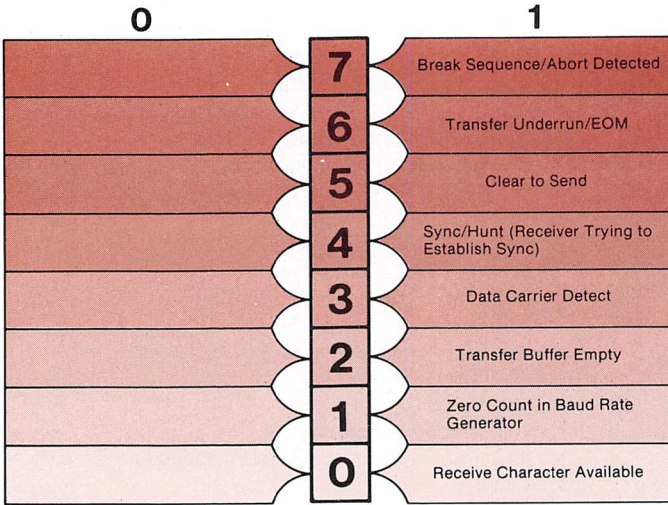 0 1
7 Break Sequence/Abort Detected
6 Transfer Underrun/EOM
5 Clear to Send
4 Sync/Hunt (Receiver Trying to
Establish Sync)
3 Data Carrier Detect
2 Transfer Buffer Empty
1 Zero Count in Baud Rate
Generator
0 Receive Character Available